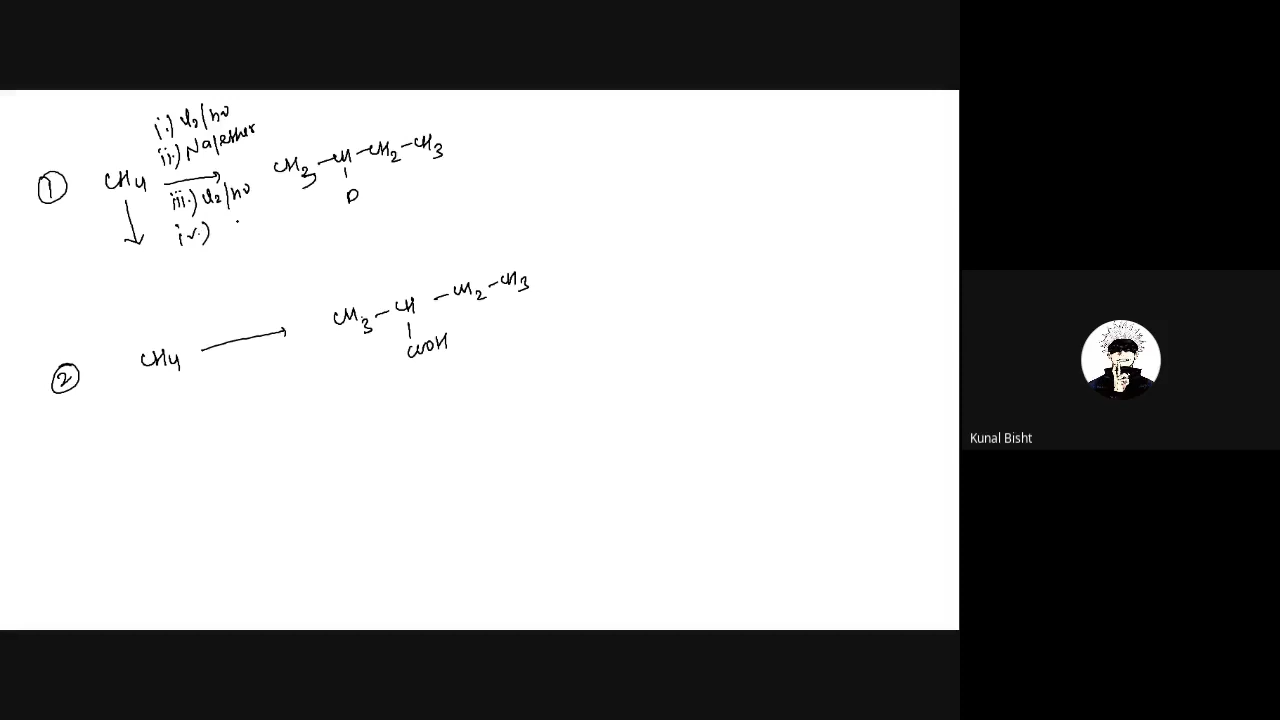 i.) Cl2/hν
ii.) Na/ether
① CH4 → CH3-CH-CH2-CH3
iii.) Cl2/hν
D
iv.)
CH3-CH-CH2-CH3
② CH4 →
COOH
Kunal Bisht